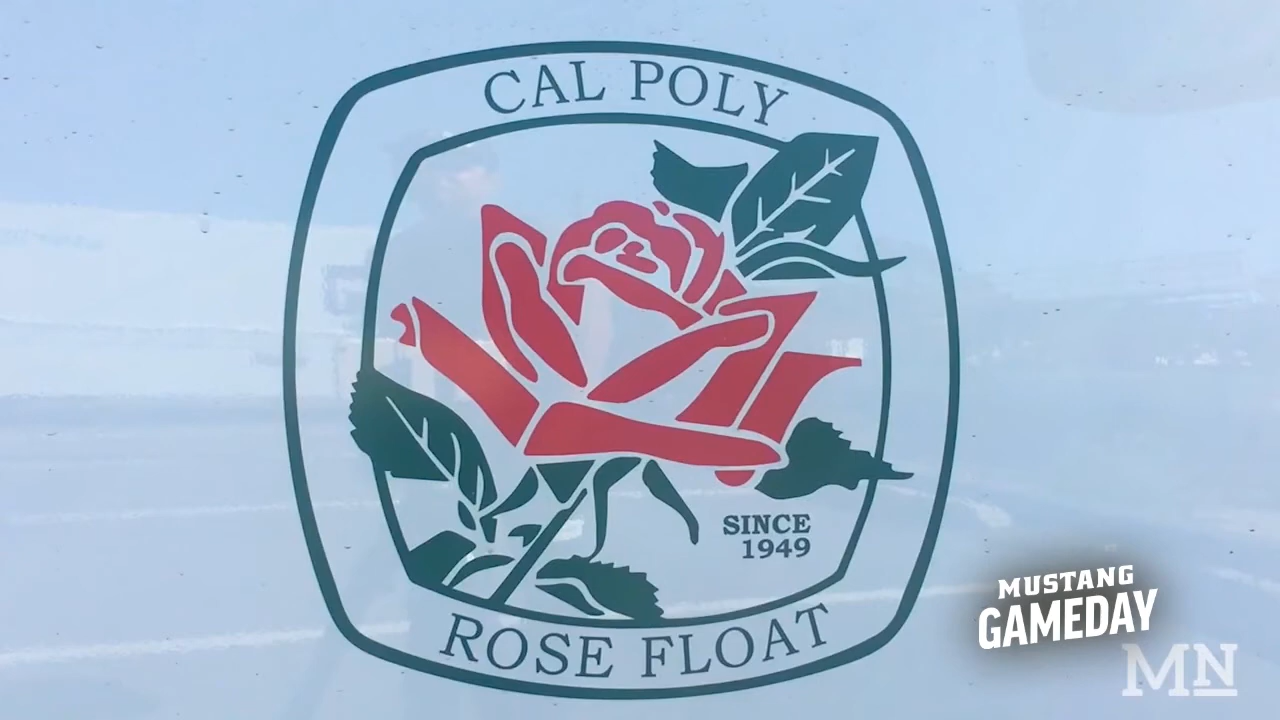 CAL POLY
SINCE
1949
ROSE FLOAT
MUSTANG
GAMEDAY
MN